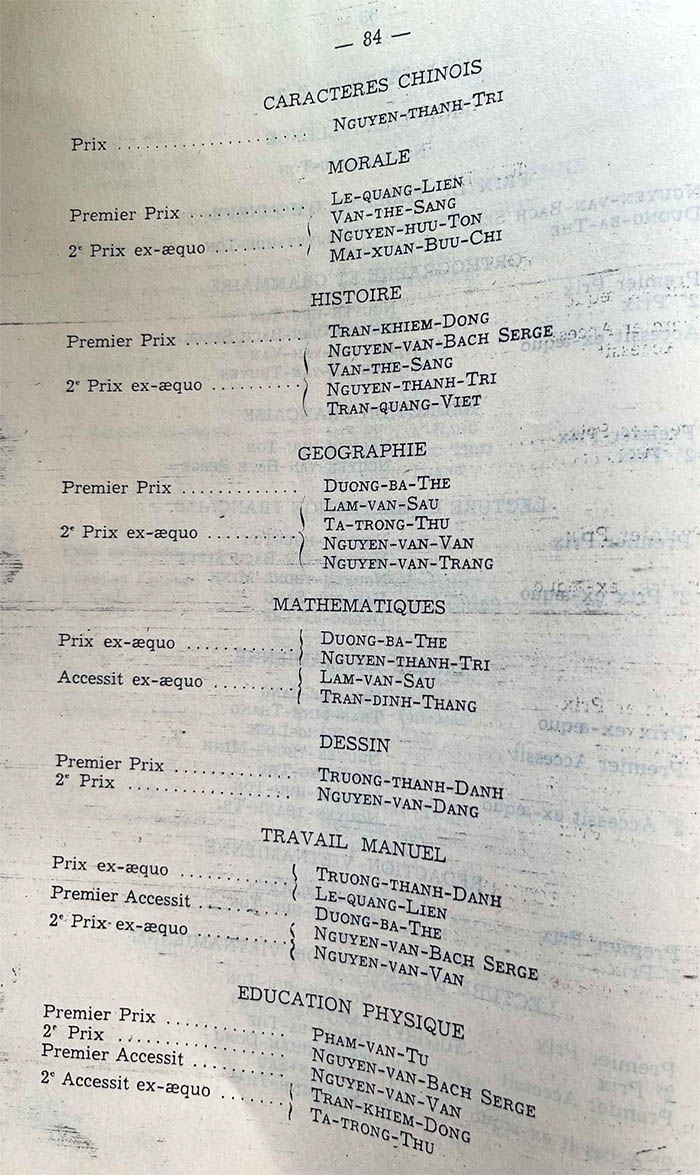 — 84 —
CARACTERES CHINOIS
Prix .................... NGUYEN-THANH-TRI
MORALE
Premier Prix ............ LE-QUANG-LIEN
VAN-THE-SANG
2e Prix ex-æquo ......... NGUYEN-HUU-TON
MAI-XUAN-BUU-CHI
HISTOIRE
Premier Prix ............ TRAN-KHIEM-DONG
NGUYEN-VAN-BACH SERGE
VAN-THE-SANG
2e Prix ex-æquo ......... NGUYEN-THANH-TRI
TRAN-QUANG-VIET
GEOGRAPHIE
Premier Prix ............ DUONG-BA-THE
LAM-VAN-SAU
2e Prix ex-æquo ......... TA-TRONG-THU
NGUYEN-VAN-VAN
NGUYEN-VAN-TRANG
MATHEMATIQUES
Prix ex-æquo ............ DUONG-BA-THE
NGUYEN-THANH-TRI
Accessit ex-æquo ........ LAM-VAN-SAU
TRAN-DINH-THANG
DESSIN
Premier Prix ............ TRUONG-THANH-DANH
2e Prix ................. NGUYEN-VAN-DANG
TRAVAIL MANUEL
Prix ex-æquo ............ TRUONG-THANH-DANH
LE-QUANG-LIEN
Premier Accessit ........ DUONG-BA-THE
2e Prix ex-æquo ......... NGUYEN-VAN-BACH SERGE
NGUYEN-VAN-VAN
EDUCATION PHYSIQUE
Premier Prix ............ PHAM-VAN-TU
2e Prix ................. NGUYEN-VAN-BACH SERGE
Premier Accessit ........ NGUYEN-VAN-VAN
2e Accessit ex-æquo ..... TRAN-KHIEM-DONG
TA-TRONG-THU